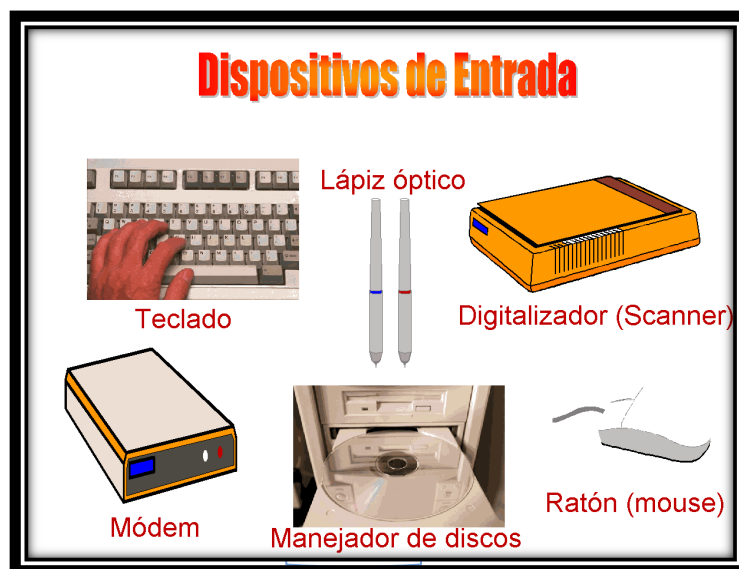 Dispositivos de Entrada
Lápiz óptico
Teclado
Digitalizador (Scanner)
Módem
Manejador de discos
Ratón (mouse)